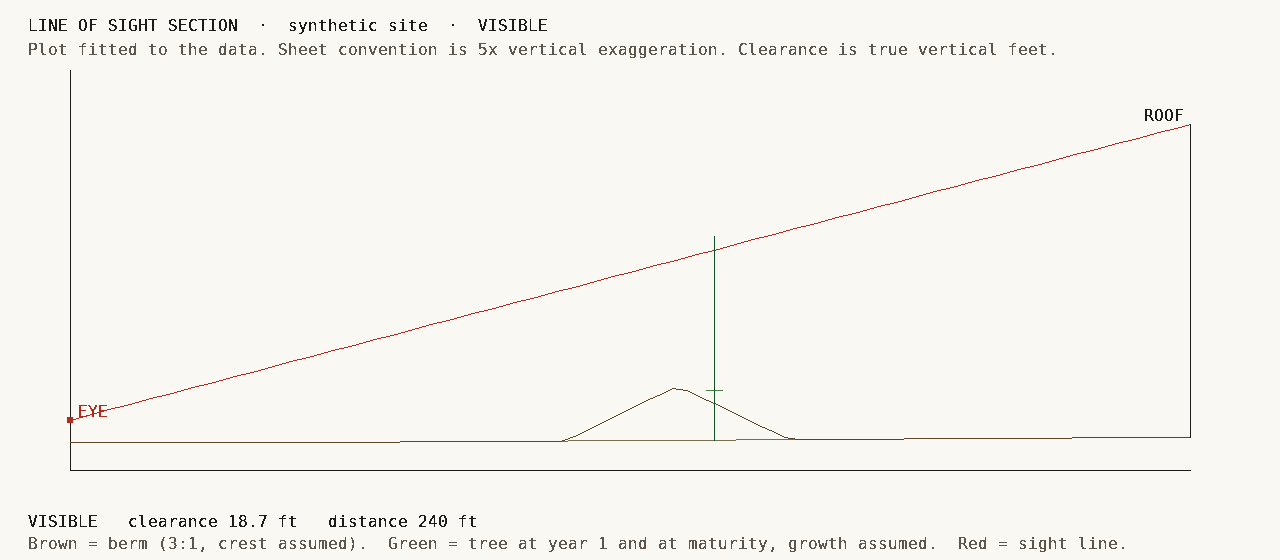 LINE OF SIGHT SECTION · synthetic site · VISIBLE
Plot fitted to the data. Sheet convention is 5x vertical exaggeration. Clearance is true vertical feet.
ROOF
EYE
VISIBLE clearance 18.7 ft distance 240 ft
Brown = berm (3:1, crest assumed). Green = tree at year 1 and at maturity, growth assumed. Red = sight line.